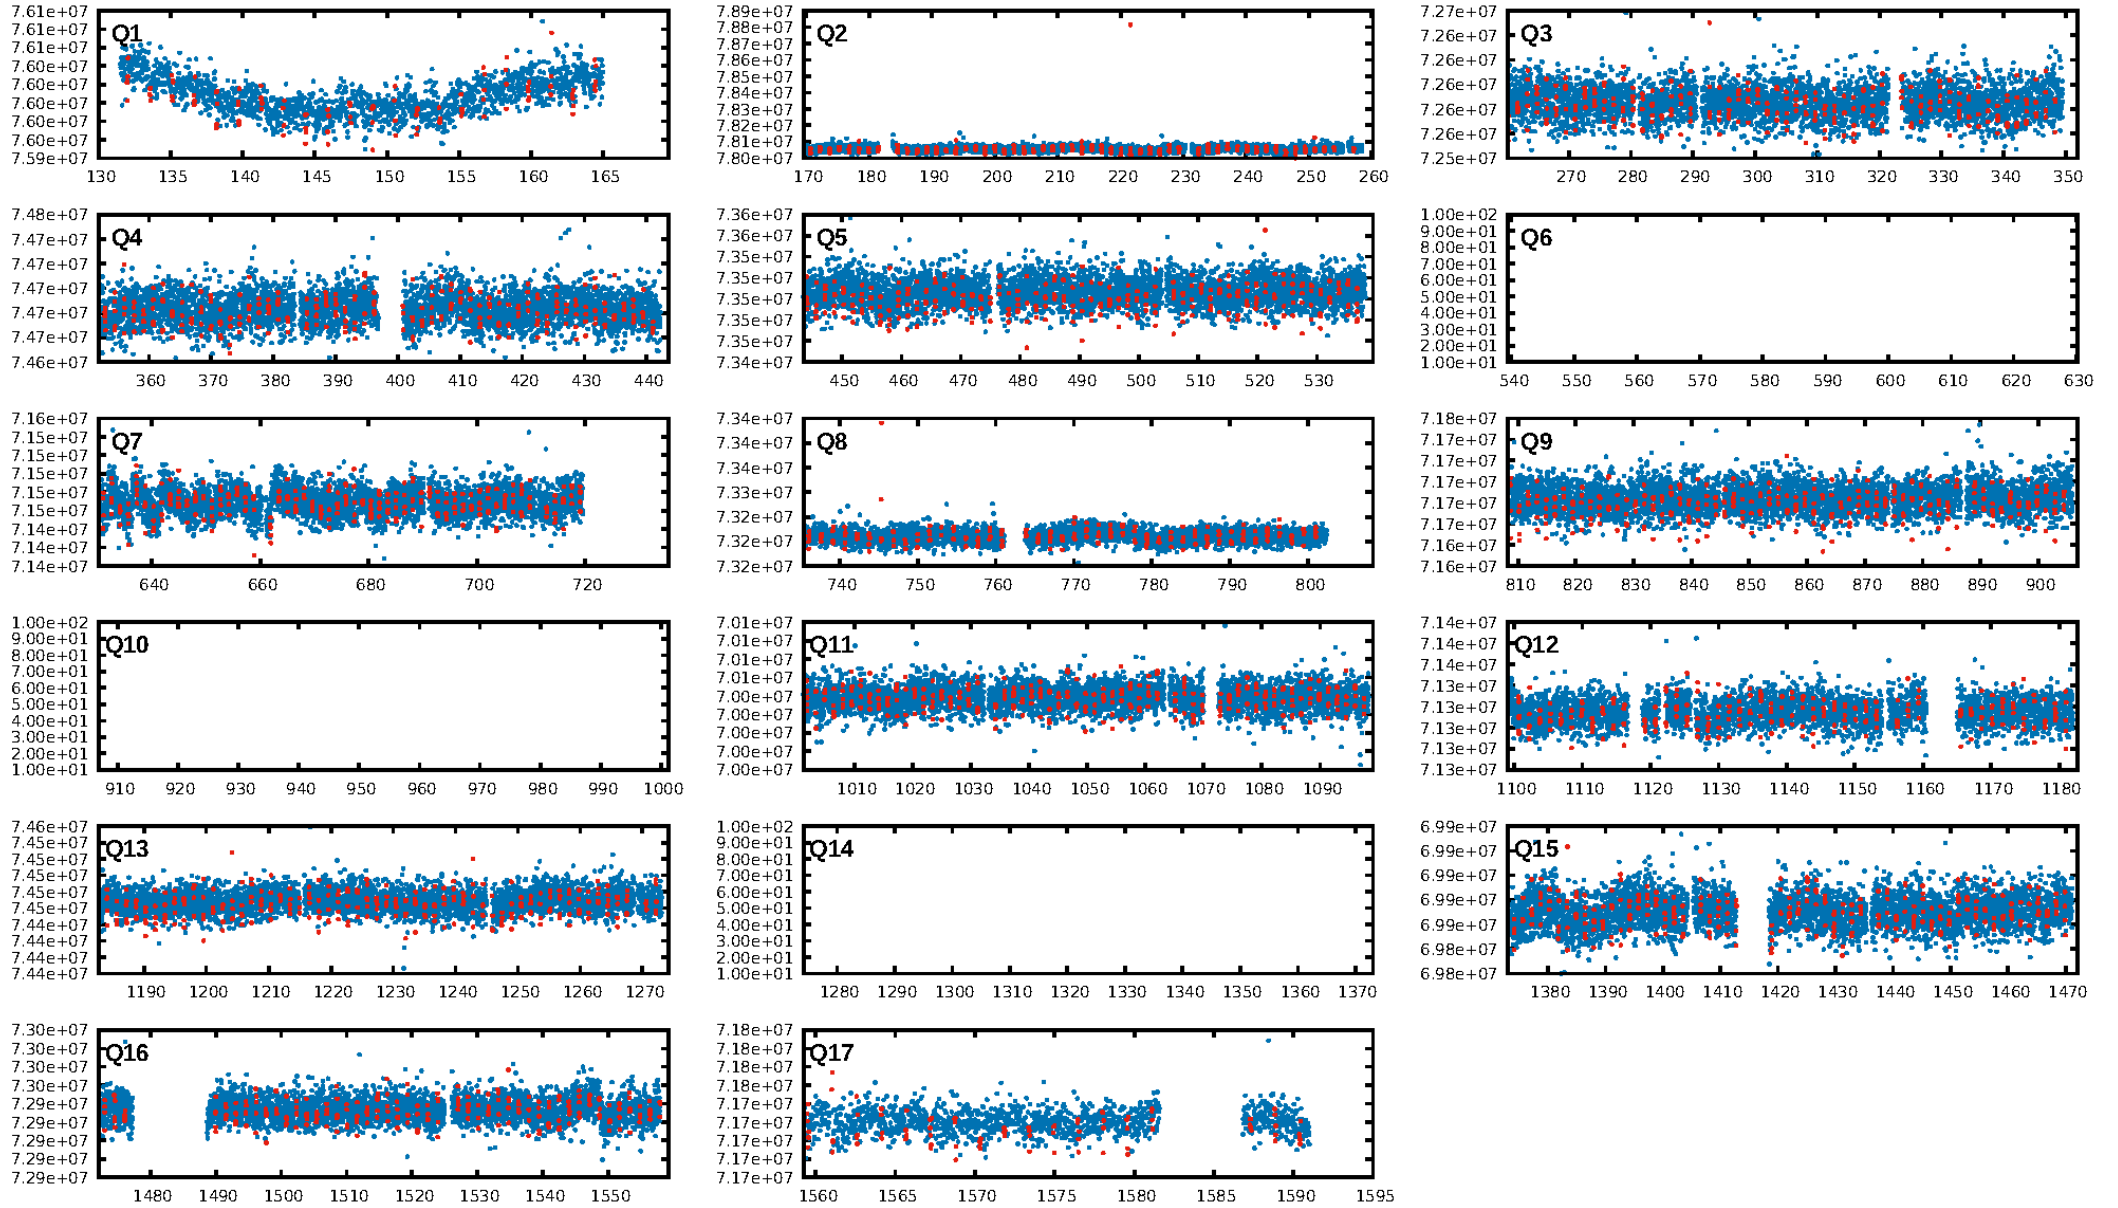 Q1
7.61e+07
7.61e+07
7.60e+07
7.60e+07
7.60e+07
7.60e+07
7.60e+07
7.60e+07
7.59e+07
130 135 140 145 150 155 160 165
Q2
7.89e+07
7.88e+07
7.87e+07
7.86e+07
7.85e+07
7.84e+07
7.83e+07
7.82e+07
7.81e+07
7.80e+07
170 180 190 200 210 220 230 240 250 260
Q3
7.27e+07
7.26e+07
7.26e+07
7.26e+07
7.26e+07
7.26e+07
7.25e+07
270 280 290 300 310 320 330 340 350
Q4
7.48e+07
7.47e+07
7.47e+07
7.47e+07
7.47e+07
7.47e+07
7.46e+07
360 370 380 390 400 410 420 430 440
Q5
7.36e+07
7.36e+07
7.35e+07
7.35e+07
7.35e+07
7.35e+07
7.35e+07
7.34e+07
450 460 470 480 490 500 510 520 530
Q6
1.00e+02
9.00e+01
8.00e+01
7.00e+01
6.00e+01
5.00e+01
4.00e+01
3.00e+01
2.00e+01
1.00e+01
540 550 560 570 580 590 600 610 620 630
Q7
7.16e+07
7.15e+07
7.15e+07
7.15e+07
7.15e+07
7.15e+07
7.14e+07
7.14e+07
7.14e+07
640 660 680 700 720
Q8
7.34e+07
7.34e+07
7.34e+07
7.33e+07
7.32e+07
7.32e+07
7.32e+07
740 750 760 770 780 790 800
Q9
7.18e+07
7.17e+07
7.17e+07
7.17e+07
7.17e+07
7.17e+07
7.16e+07
7.16e+07
810 820 830 840 850 860 870 880 890 900
Q10
1.00e+02
9.00e+01
8.00e+01
7.00e+01
6.00e+01
5.00e+01
4.00e+01
3.00e+01
2.00e+01
1.00e+01
910 920 930 940 950 960 970 980 990 1000
Q11
7.01e+07
7.01e+07
7.01e+07
7.01e+07
7.00e+07
7.00e+07
7.00e+07
7.00e+07
7.00e+07
1010 1020 1030 1040 1050 1060 1070 1080 1090
Q12
7.14e+07
7.14e+07
7.14e+07
7.13e+07
7.13e+07
7.13e+07
7.13e+07
7.13e+07
1100 1110 1120 1130 1140 1150 1160 1170 1180
Q13
7.46e+07
7.45e+07
7.45e+07
7.45e+07
7.45e+07
7.45e+07
7.44e+07
7.44e+07
7.44e+07
7.44e+07
1190 1200 1210 1220 1230 1240 1250 1260 1270
Q14
1.00e+02
9.00e+01
8.00e+01
7.00e+01
6.00e+01
5.00e+01
4.00e+01
3.00e+01
2.00e+01
1.00e+01
1280 1290 1300 1310 1320 1330 1340 1350 1360 1370
Q15
6.99e+07
6.99e+07
6.99e+07
6.99e+07
6.99e+07
6.98e+07
6.98e+07
1380 1390 1400 1410 1420 1430 1440 1450 1460 1470
Q16
7.30e+07
7.30e+07
7.30e+07
7.30e+07
7.29e+07
7.29e+07
7.29e+07
7.29e+07
7.29e+07
1480 1490 1500 1510 1520 1530 1540 1550
Q17
7.18e+07
7.18e+07
7.18e+07
7.18e+07
7.17e+07
7.17e+07
7.17e+07
7.17e+07
7.17e+07
1560 1565 1570 1575 1580 1585 1590 1595